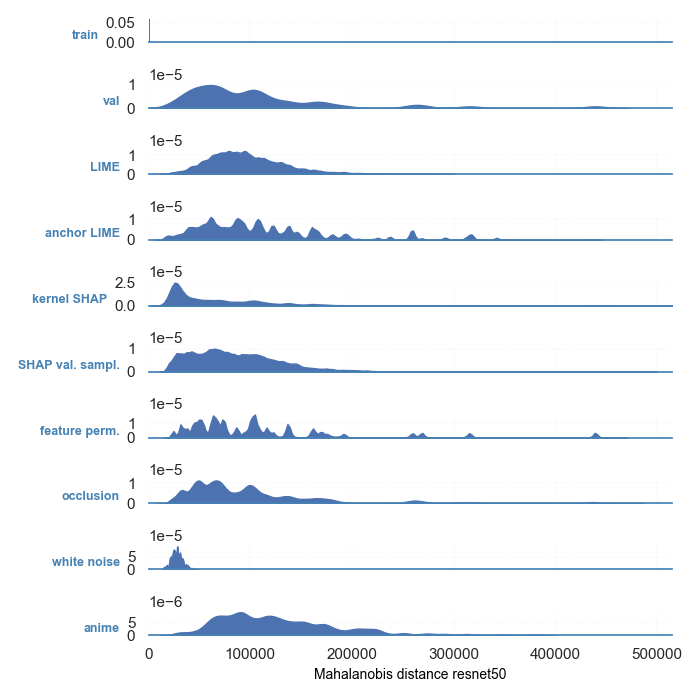 train 0.05
0.00
1e−5
val 1
0
1e−5
LIME 1
0
1e−5
anchor LIME 1
0
1e−5
kernel SHAP 2.5
0.0
1e−5
SHAP val. sampl. 1
0
1e−5
feature perm. 1
0
1e−5
occlusion 1
0
1e−5
white noise 5
0
1e−6
anime 5
0
0 100000 200000 300000 400000 500000
Mahalanobis distance resnet50